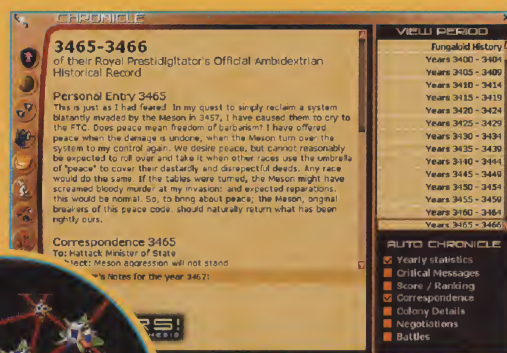 CHRONICLE
3465-3466
of their Royal Prestidigitator's Official Ambidextrian
Historical Record
Personal Entry 3465
This is just as I had feared. In my quest to simply reclaim a system
blatantly invaded by the Meson in 3457, I have caused them to cry to
the FTC. Does peace mean freedom of barbarism? I have offered
peace when the damage is undone, when the Meson turn over the
system to my control again. We desire peace, but cannot reasonably
be expected to roll over and take it when other races use the umbrella
of "peace" to cover their dastardly and disrepectful deeds. Any race
would do the same. If the tables were turned, the Meson might have
screamed bloody murder at my invasion: and expected reparations.
this would be normal. So, to bring about peace, the Meson, original
breakers of this peace code, should naturally return what has been
rightly ours.
Correspondence 3465
To: Hattack Minister of State
Meson aggression will not stand
's Notes for the year 3467:
VIEW PERIOD
Fungaloid History
Years 3400 - 3404
Years 3405 - 3409
Years 3410 - 3414
Years 3415 - 3419
Years 3420 - 3424
Years 3425 - 3429
Years 3430 - 3434
Years 3435 - 3439
Years 3440 - 3444
Years 3445 - 3449
Years 3450 - 3454
Years 3455 - 3459
Years 3460 - 3464
Years 3465 - 3466
AUTO CHRONICLE
Yearly statistics
Critical Messages
Score / Ranking
Correspondence
Colony Details
Negotiations
Battles